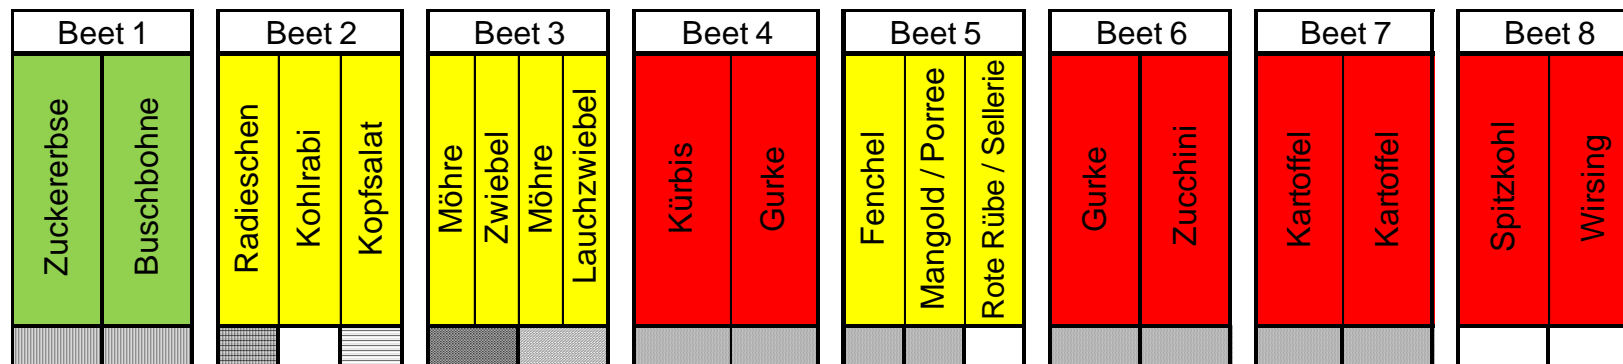 Beet 1
Zuckererbse
Buschbohne
Beet 2
Radieschen
Kohlrabi
Kopfsalat
Beet 3
Möhre
Zwiebel
Möhre
Lauchzwiebel
Beet 4
Kürbis
Gurke
Beet 5
Fenchel
Mangold / Porree
Rote Rübe / Sellerie
Beet 6
Gurke
Zucchini
Beet 7
Kartoffel
Kartoffel
Beet 8
Spitzkohl
Wirsing